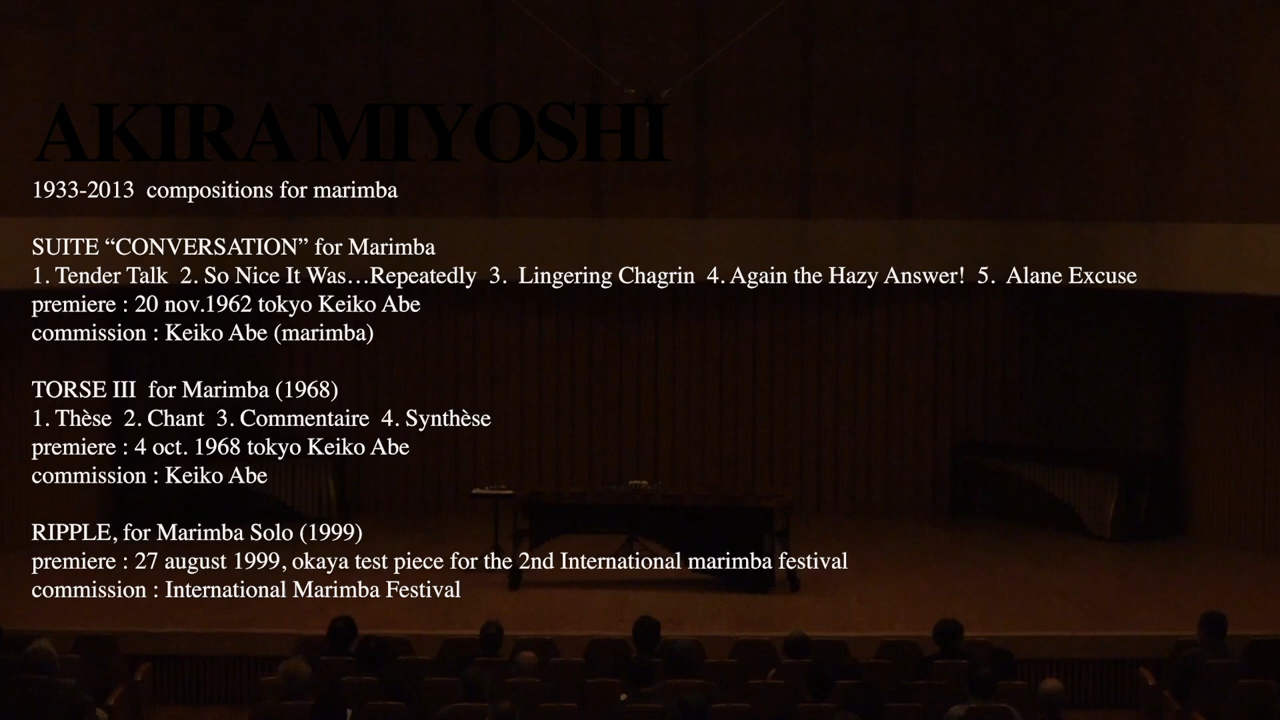 AKIRA MIYOSHI
1933-2013 compositions for marimba
SUITE “CONVERSATION” for Marimba
1. Tender Talk 2. So Nice It Was…Repeatedly 3. Lingering Chagrin 4. Again the Hazy Answer! 5. Alane Excuse
premiere : 20 nov.1962 tokyo Keiko Abe
commission : Keiko Abe (marimba)
TORSE III for Marimba (1968)
1. Thèse 2. Chant 3. Commentaire 4. Synthèse
premiere : 4 oct. 1968 tokyo Keiko Abe
commission : Keiko Abe
RIPPLE, for Marimba Solo (1999)
premiere : 27 august 1999, okaya test piece for the 2nd International marimba festival
commission : International Marimba Festival